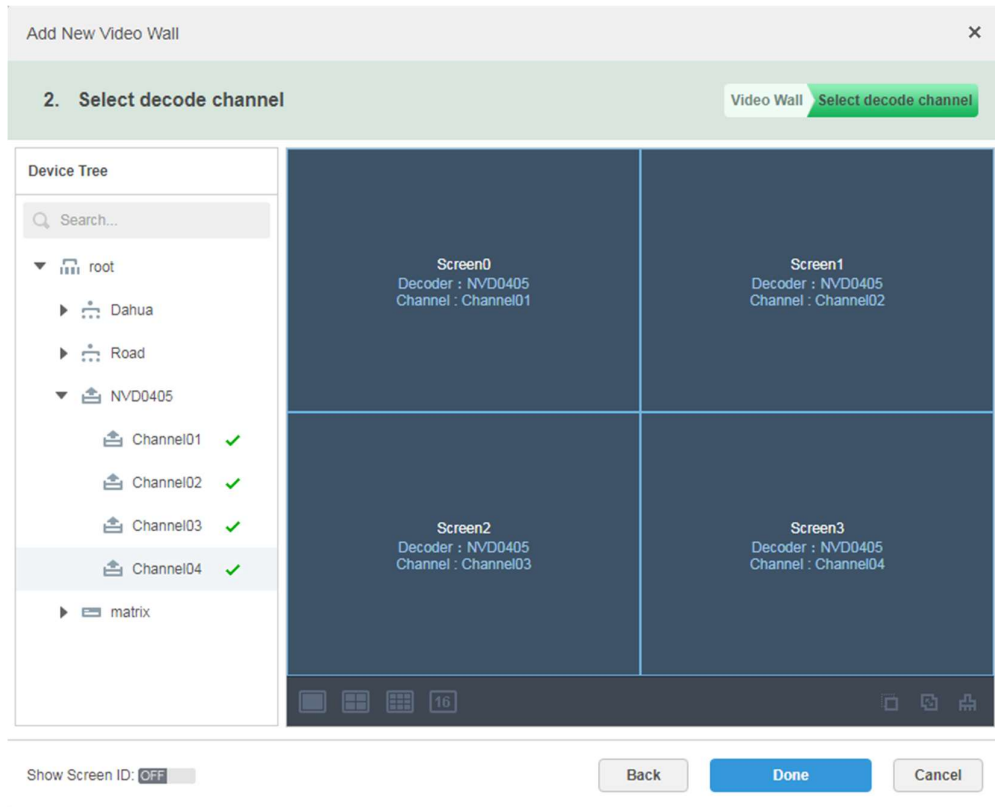 Add New Video Wall
2. Select decode channel
Video Wall
Select decode channel
Device Tree
Search...
root
Dahua
Road
NVD0405
Channel01
Channel02
Channel03
Channel04
matrix
Screen0
Decoder : NVD0405
Channel : Channel01
Screen1
Decoder : NVD0405
Channel : Channel02
Screen2
Decoder : NVD0405
Channel : Channel03
Screen3
Decoder : NVD0405
Channel : Channel04
16
Show Screen ID: OFF
Back
Done
Cancel